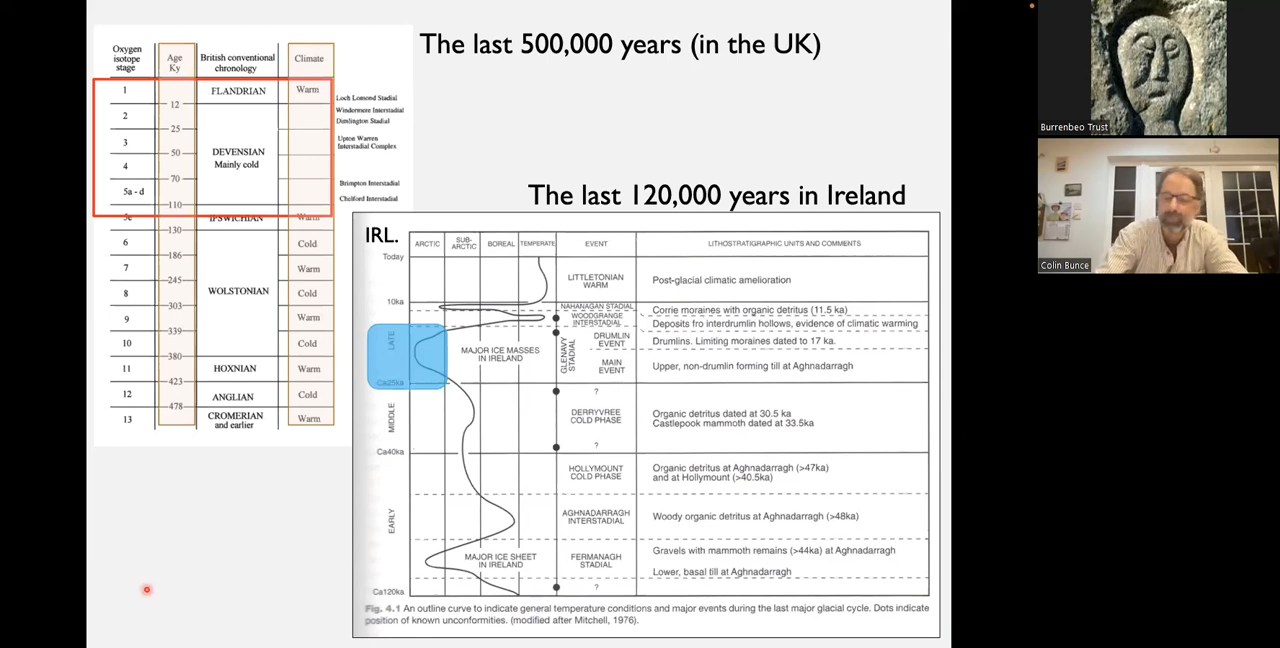 The last 500,000 years (in the UK)
Oxygen isotope stage
Age Ky
British conventional chronology
Climate
1
FLANDRIAN
Warm
12
Loch Lomond Stadial
2
Windermere Interstadial
Dimlington Stadial
25
3
Upton Warren
Interstadial Complex
50
DEVENSIAN
Mainly cold
4
70
5a - d
Brimpton Interstadial
Chelford Interstadial
110
5e
IPSWICHIAN
Warm
130
6
Cold
186
7
Warm
245
8
WOLSTONIAN
Cold
303
9
Warm
339
10
Cold
380
11
HOXNIAN
Warm
423
12
ANGLIAN
Cold
478
13
CROMERIAN
and earlier
Warm
The last 120,000 years in Ireland
IRL.
ARCTIC
SUB-
ARCTIC
BOREAL
TEMPERATE
EVENT
LITHOSTRATIGRAPHIC UNITS AND COMMENTS
Today
LITTLETONIAN
WARM
Post-glacial climatic amelioration
10ka
NAHANAGAN STADIAL
Corrie moraines with organic detritus (11.5 ka)
WOODGRANGE
INTERSTADIAL
Deposits fro interdrumlin hollows, evidence of climatic warming
LATE
MAJOR ICE MASSES
IN IRELAND
GLENAVY
STADIAL
DRUMLIN
EVENT
Drumlins. Limiting moraines dated to 17 ka.
MAIN
EVENT
Upper, non-drumlin forming till at Aghnadarragh
Ca25ka
?
MIDDLE
DERRYVREE
COLD PHASE
Organic detritus dated at 30.5 ka
Castlepook mammoth dated at 33.5ka
?
Ca40ka
HOLLYMOUNT
COLD PHASE
Organic detritus at Aghnadarragh (>47ka)
and at Hollymount (>40.5ka)
EARLY
AGHNADARRAGH
INTERSTADIAL
Woody organic detritus at Aghnadarragh (>48ka)
MAJOR ICE SHEET
IN IRELAND
FERMANAGH
STADIAL
Gravels with mammoth remains (>44ka) at Aghnadarragh
Lower, basal till at Aghnadarragh
?
Ca120ka
Fig. 4.1 An outline curve to indicate general temperature conditions and major events during the last major glacial cycle. Dots indicate
position of known unconformities. (modified after Mitchell, 1976).
Burrenbeo Trust
Colin Bunce